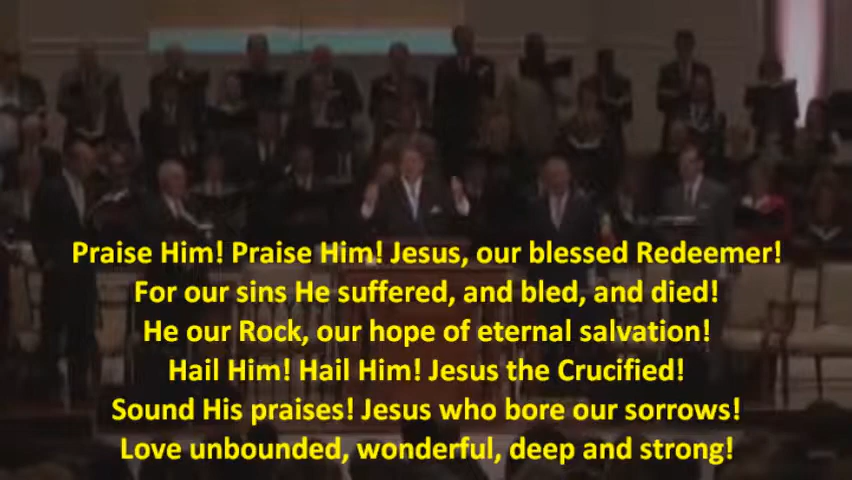 Praise Him! Praise Him! Jesus, our blessed Redeemer!
For our sins He suffered, and bled, and died!
He our Rock, our hope of eternal salvation!
Hail Him! Hail Him! Jesus the Crucified!
Sound His praises! Jesus who bore our sorrows!
Love unbounded, wonderful, deep and strong!